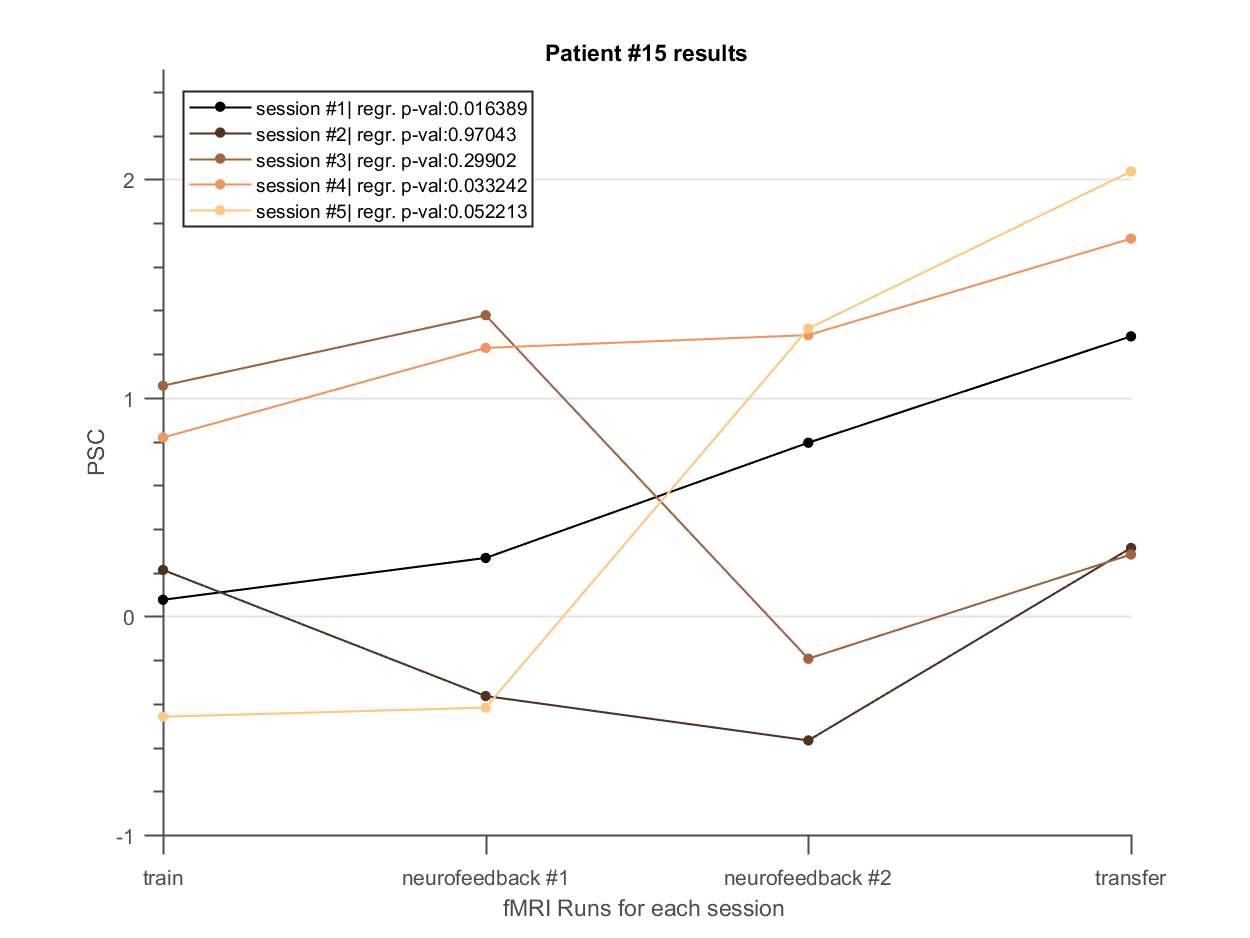 Patient #15 results
session #1| regr. p-val:0.016389
session #2| regr. p-val:0.97043
session #3| regr. p-val:0.29902
session #4| regr. p-val:0.033242
session #5| regr. p-val:0.052213
2
1
0
-1
PSC
train
neurofeedback #1
neurofeedback #2
transfer
fMRI Runs for each session